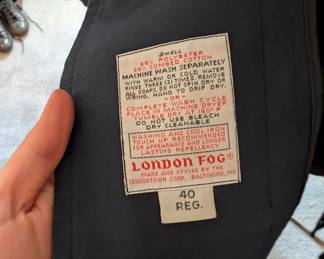 SHELL
65% POLYESTER
35% COMBED COTTON
MACHINE WASH SEPARATELY
WITH WARM OR COLD WATER
RINSE THREE (3) TIMES. REMOVE
ALL SOAPS. DO NOT SPIN DRY OR
WRING. HAND TO DRIP DRY.
- OR -
COMPLETE WASH CYCLE
PLACE IN MACHINE DRYER
TUMBLE DRY AT 160° F
DO NOT USE BLEACH
DRY CLEANABLE
WASHING AND COOL IRON
TOUCH UP RECOMMENDED
FOR APPEARANCE AND LONGER
LASTING REPELLENCY
LONDON FOG®
MADE AND STYLED BY THE
LONDONTOWN CORP. BALTIMORE, MD
40
REG.